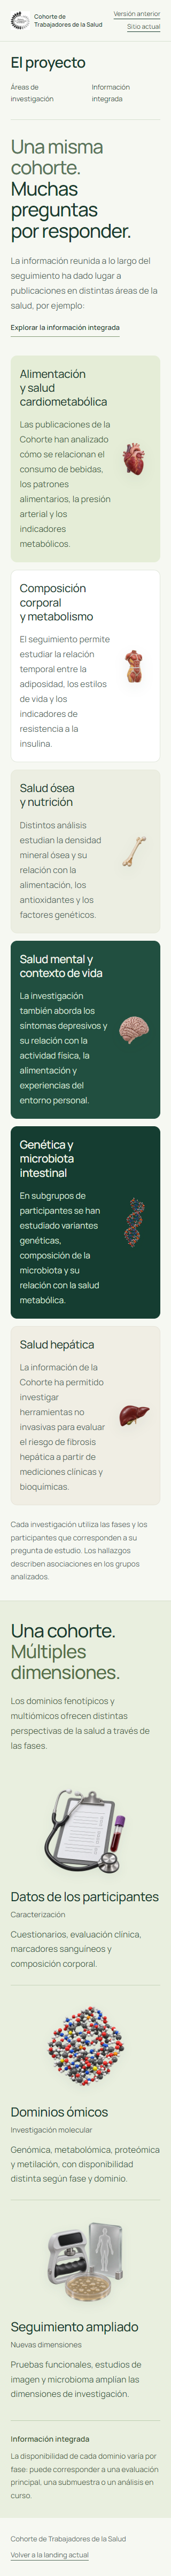 Cohorte de
Trabajadores de la Salud
Versión anterior
Sitio actual
El proyecto
Áreas de
investigación
Información
integrada
Una misma
cohorte.
Muchas
preguntas
por responder.
La información reunida a lo largo del
seguimiento ha dado lugar a
publicaciones en distintas áreas de la
salud, por ejemplo:
Explorar la información integrada
Alimentación
y salud
cardiometabólica
Las publicaciones de la
Cohorte han analizado
cómo se relacionan el
consumo de bebidas,
los patrones
alimentarios, la presión
arterial y los
indicadores
metabólicos.
Composición
corporal
y metabolismo
El seguimiento permite
estudiar la relación
temporal entre la
adiposidad, los estilos
de vida y los
indicadores de
resistencia a la
insulina.
Salud ósea
y nutrición
Distintos análisis
estudian la densidad
mineral ósea y su
relación con la
alimentación, los
antioxidantes y los
factores genéticos.
Salud mental y
contexto de vida
La investigación
también aborda los
síntomas depresivos y
su relación con la
actividad física, la
alimentación y
experiencias del
entorno personal.
Genética y
microbiota
intestinal
En subgrupos de
participantes se han
estudiado variantes
genéticas,
composición de la
microbiota y su
relación con la salud
metabólica.
Salud hepática
La información de la
Cohorte ha permitido
investigar
herramientas no
invasivas para evaluar
el riesgo de fibrosis
hepática a partir de
mediciones clínicas y
bioquímicas.
Cada investigación utiliza las fases y los
participantes que corresponden a su
pregunta de estudio. Los hallazgos
describen asociaciones en los grupos
analizados.
Una cohorte.
Múltiples
dimensiones.
Los dominios fenotípicos y
multiómicos ofrecen distintas
perspectivas de la salud a través de
las fases.
Datos de los participantes
Caracterización
Cuestionarios, evaluación clínica,
marcadores sanguíneos y
composición corporal.
Dominios ómicos
Investigación molecular
Genómica, metabolómica, proteómica
y metilación, con disponibilidad
distinta según fase y dominio.
Seguimiento ampliado
Nuevas dimensiones
Pruebas funcionales, estudios de
imagen y microbioma amplían las
dimensiones de investigación.
Información integrada
La disponibilidad de cada dominio varía por
fase: puede corresponder a una evaluación
principal, una submuestra o un análisis en
curso.
Cohorte de Trabajadores de la Salud
Volver a la landing actual